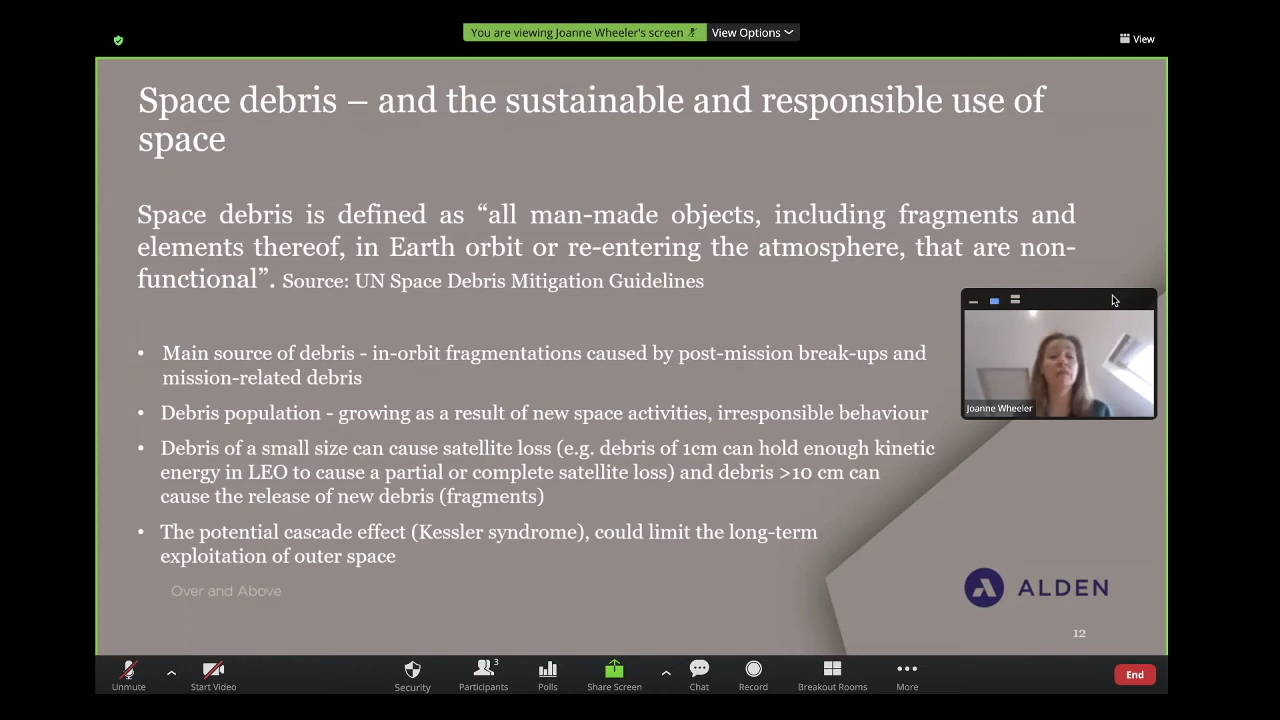 You are viewing Joanne Wheeler's screen
View Options
View
Space debris – and the sustainable and responsible use of
space
Space debris is defined as “all man-made objects, including fragments and
elements thereof, in Earth orbit or re-entering the atmosphere, that are non-
functional”. Source: UN Space Debris Mitigation Guidelines
• Main source of debris - in-orbit fragmentations caused by post-mission break-ups and
mission-related debris
• Debris population - growing as a result of new space activities, irresponsible behaviour
• Debris of a small size can cause satellite loss (e.g. debris of 1cm can hold enough kinetic
energy in LEO to cause a partial or complete satellite loss) and debris >10 cm can
cause the release of new debris (fragments)
• The potential cascade effect (Kessler syndrome), could limit the long-term
exploitation of outer space
Joanne Wheeler
Over and Above
ALDEN
12
Unmute
Start Video
Security
Participants 3
Polls
Share Screen
Chat
Record
Breakout Rooms
More
End